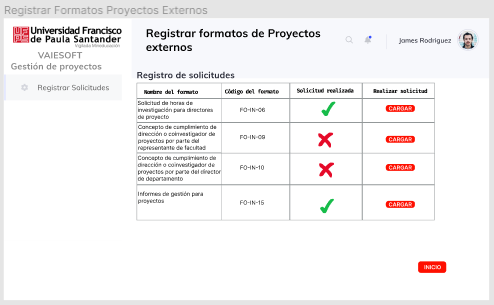 Registrar Formatos Proyectos Externos
Universidad Francisco
de Paula Santander
Vigilada Mineducación
VAIESOFT
Gestión de proyectos
Registrar Solicitudes
Registrar formatos de Proyectos
externos
James Rodriguez
Registro de solicitudes
Nombre del formato
Código del formato
Solicitud realizada
Realizar solicitud
Solicitud de horas de
investigación para directores
de proyecto
FO-IN-06
CARGAR
Concepto de cumplimiento de
dirección o coinvestigador de
proyectos por parte del
representante de facultad
FO-IN-09
CARGAR
Concepto de cumplimiento de
dirección o coinvestigador de
proyectos por parte del director
de departamento
FO-IN-10
CARGAR
Informes de gestión para
proyectos
FO-IN-15
CARGAR
INICIO